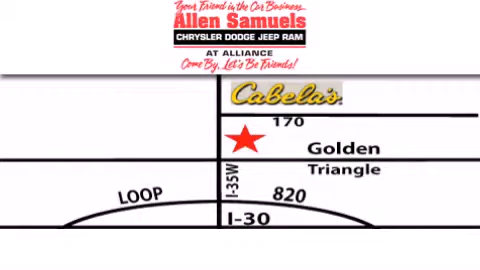 Your Friend in the Car Business
Allen Samuels
CHRYSLER DODGE JEEP RAM
AT ALLIANCE
Come By, Let's Be Friends!
Cabela's
170
Golden
Triangle
I-35W
LOOP
820
I-30